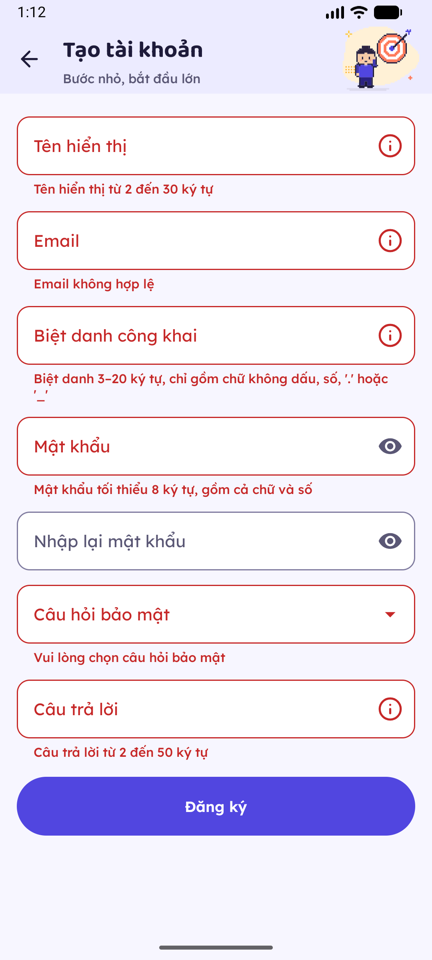 1:12
Tạo tài khoản
Bước nhỏ, bắt đầu lớn
Tên hiển thị
Tên hiển thị từ 2 đến 30 ký tự
Email
Email không hợp lệ
Biệt danh công khai
Biệt danh 3–20 ký tự, chỉ gồm chữ không dấu, số, '.' hoặc
'_'
Mật khẩu
Mật khẩu tối thiểu 8 ký tự, gồm cả chữ và số
Nhập lại mật khẩu
Câu hỏi bảo mật
Vui lòng chọn câu hỏi bảo mật
Câu trả lời
Câu trả lời từ 2 đến 50 ký tự
Đăng ký